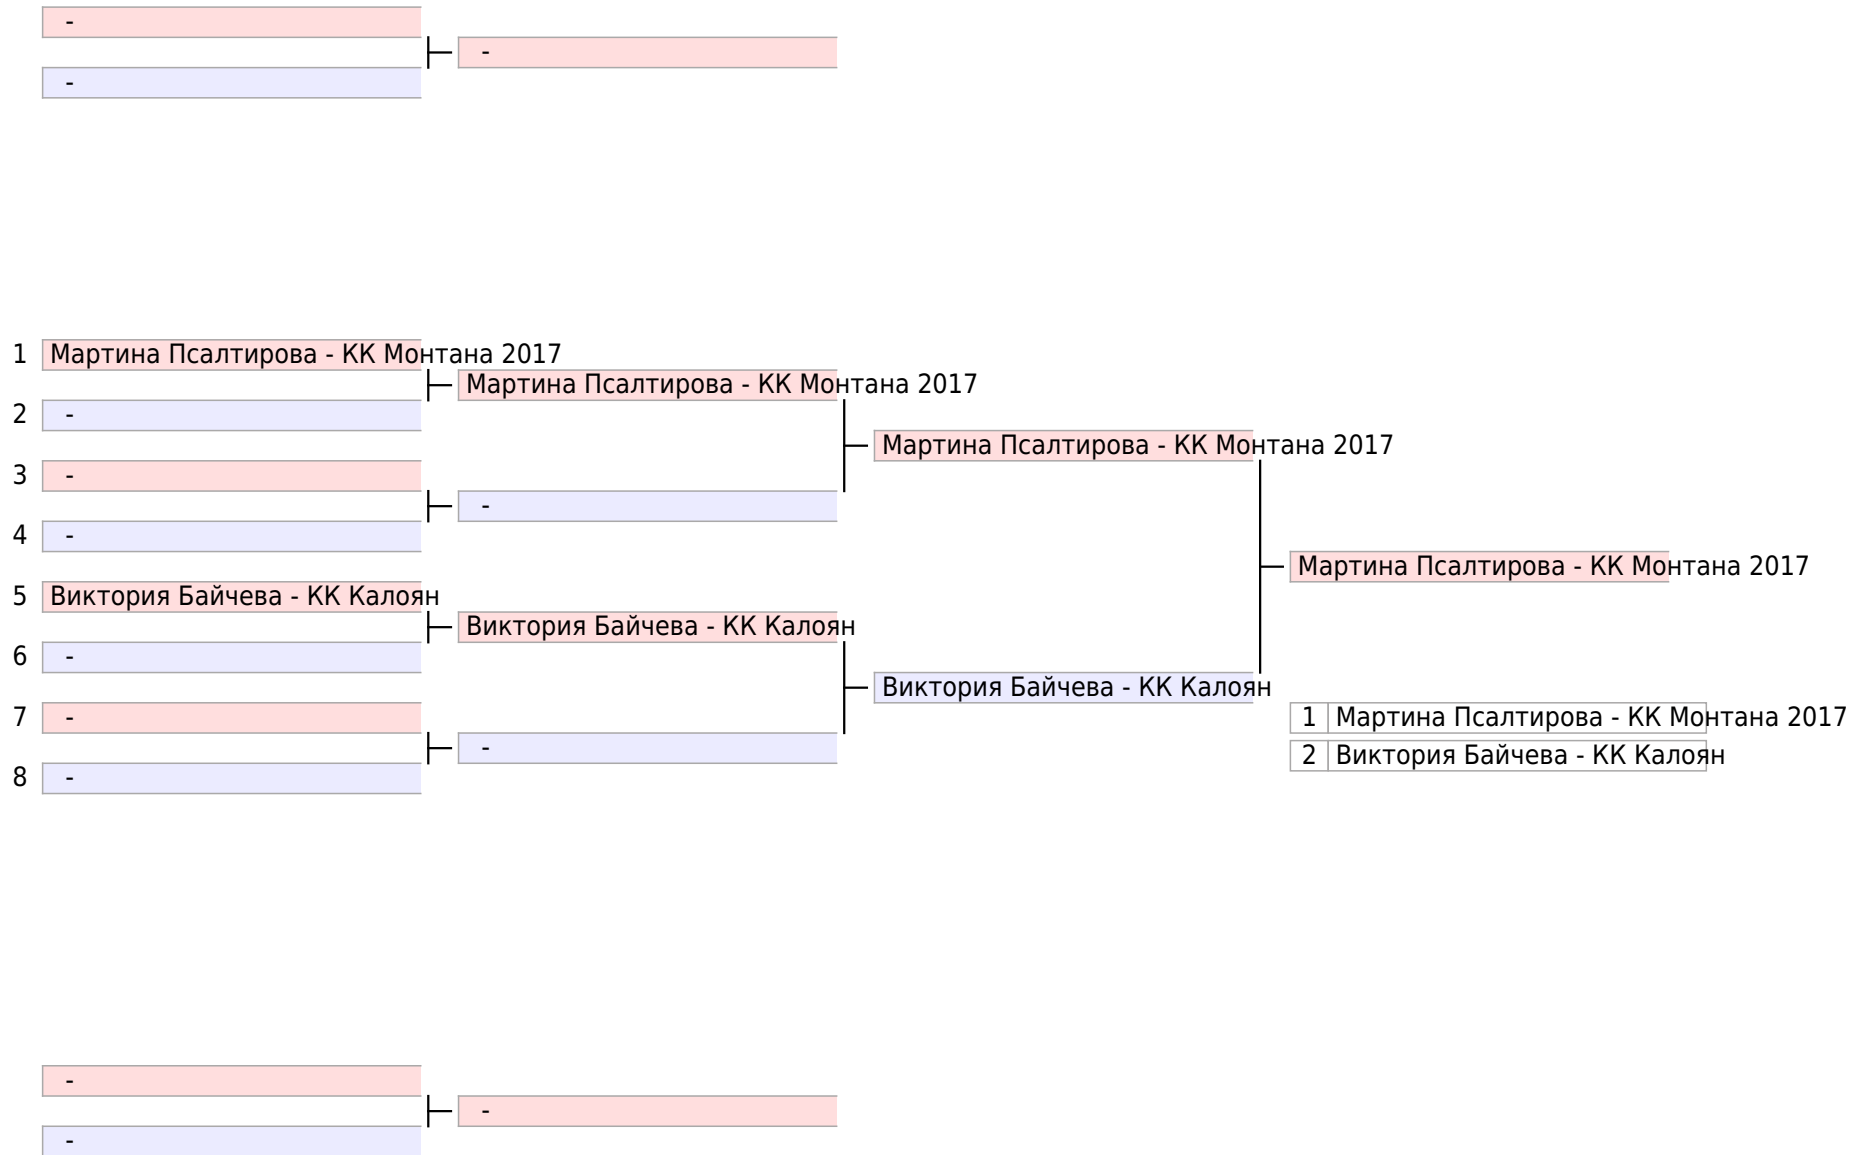 -
-
-
1 Мартина Псалтирова - КК Монтана 2017
Мартина Псалтирова - КК Монтана 2017
2 -
Мартина Псалтирова - КК Монтана 2017
3 -
-
4 -
Мартина Псалтирова - КК Монтана 2017
5 Виктория Байчева - КК Калоян
Виктория Байчева - КК Калоян
6 -
Виктория Байчева - КК Калоян
7 -
1 Мартина Псалтирова - КК Монтана 2017
-
2 Виктория Байчева - КК Калоян
8 -
-
-
-